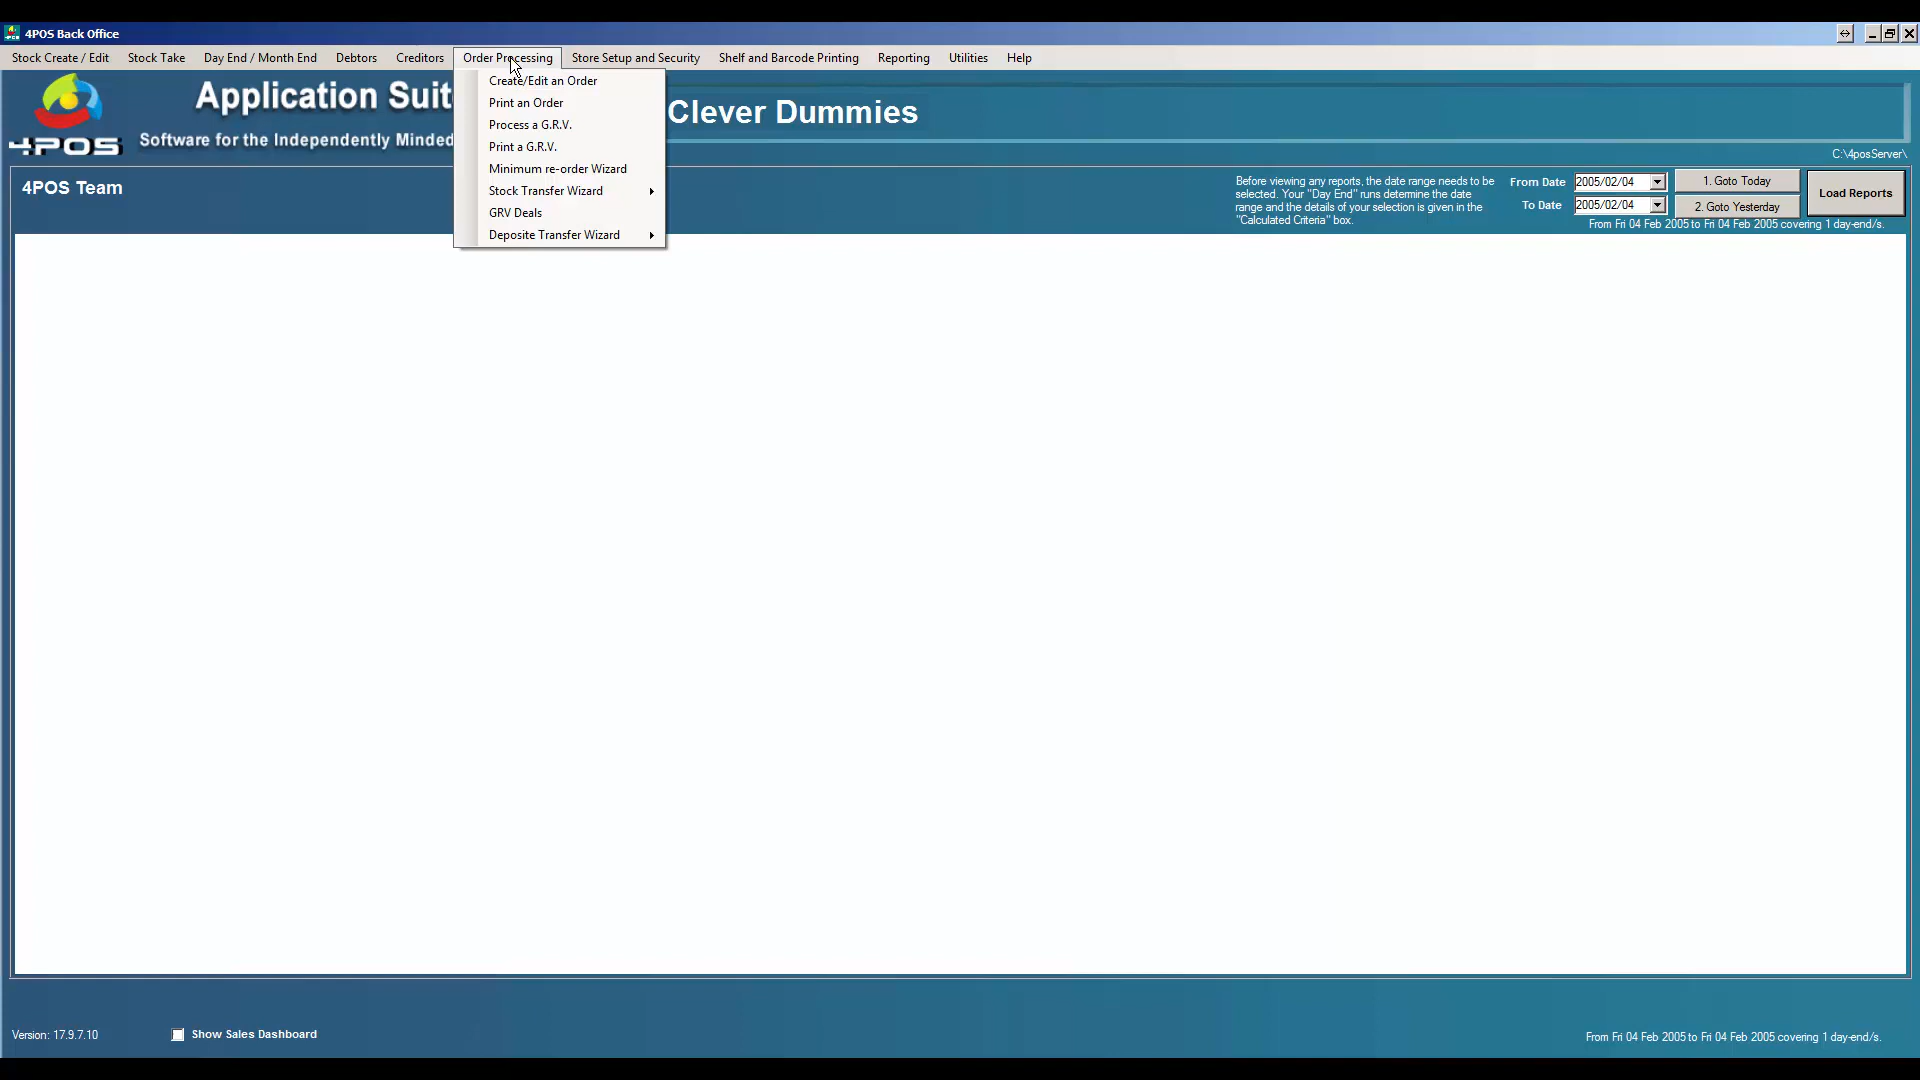 4POS Back Office
Stock Create / Edit Stock Take Day End / Month End Debtors Creditors Order Processing Store Setup and Security Shelf and Barcode Printing Reporting Utilities Help
Create/Edit an Order
Print an Order
Process a G.R.V.
Print a G.R.V.
Minimum re-order Wizard
Stock Transfer Wizard
GRV Deals
Deposite Transfer Wizard
4POS
Application Suit
Software for the Independently Minded
Clever Dummies
C:\4posServer\
4POS Team
Before viewing any reports, the date range needs to be
selected. Your "Day End" runs determine the date
range and the details of your selection is given in the
"Calculated Criteria" box.
From Date 2005/02/04
To Date 2005/02/04
1. Goto Today
2. Goto Yesterday
Load Reports
From Fri 04 Feb 2005 to Fri 04 Feb 2005 covering 1 day-end/s.
Version: 17.9.7.10
Show Sales Dashboard
From Fri 04 Feb 2005 to Fri 04 Feb 2005 covering 1 day-end/s.